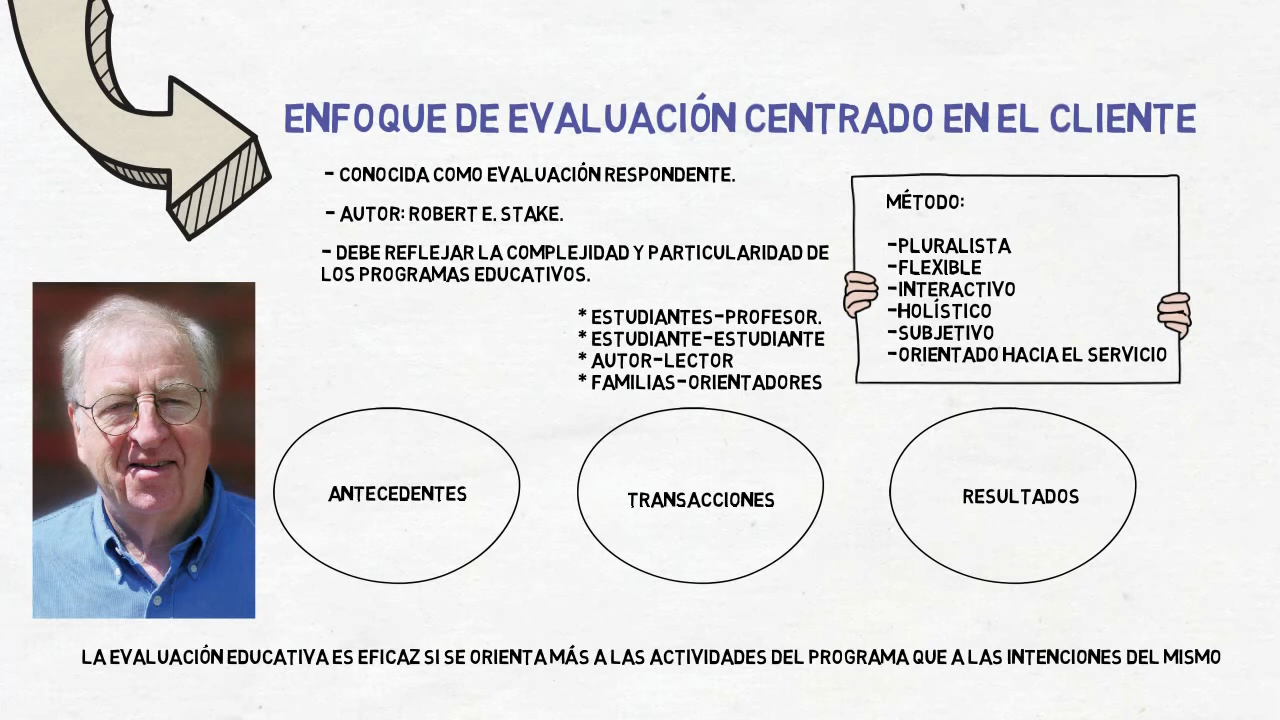 ENFOQUE DE EVALUACIÓN CENTRADO EN EL CLIENTE
- CONOCIDA COMO EVALUACIÓN RESPONDENTE.
- AUTOR: ROBERT E. STAKE.
- DEBE REFLEJAR LA COMPLEJIDAD Y PARTICULARIDAD DE
LOS PROGRAMAS EDUCATIVOS.
* ESTUDIANTES-PROFESOR.
* ESTUDIANTE-ESTUDIANTE
* AUTOR-LECTOR
* FAMILIAS-ORIENTADORES
MÉTODO:
-PLURALISTA
-FLEXIBLE
-INTERACTIVO
-HOLÍSTICO
-SUBJETIVO
-ORIENTADO HACIA EL SERVICIO
ANTECEDENTES
TRANSACCIONES
RESULTADOS
LA EVALUACIÓN EDUCATIVA ES EFICAZ SI SE ORIENTA MÁS A LAS ACTIVIDADES DEL PROGRAMA QUE A LAS INTENCIONES DEL MISMO